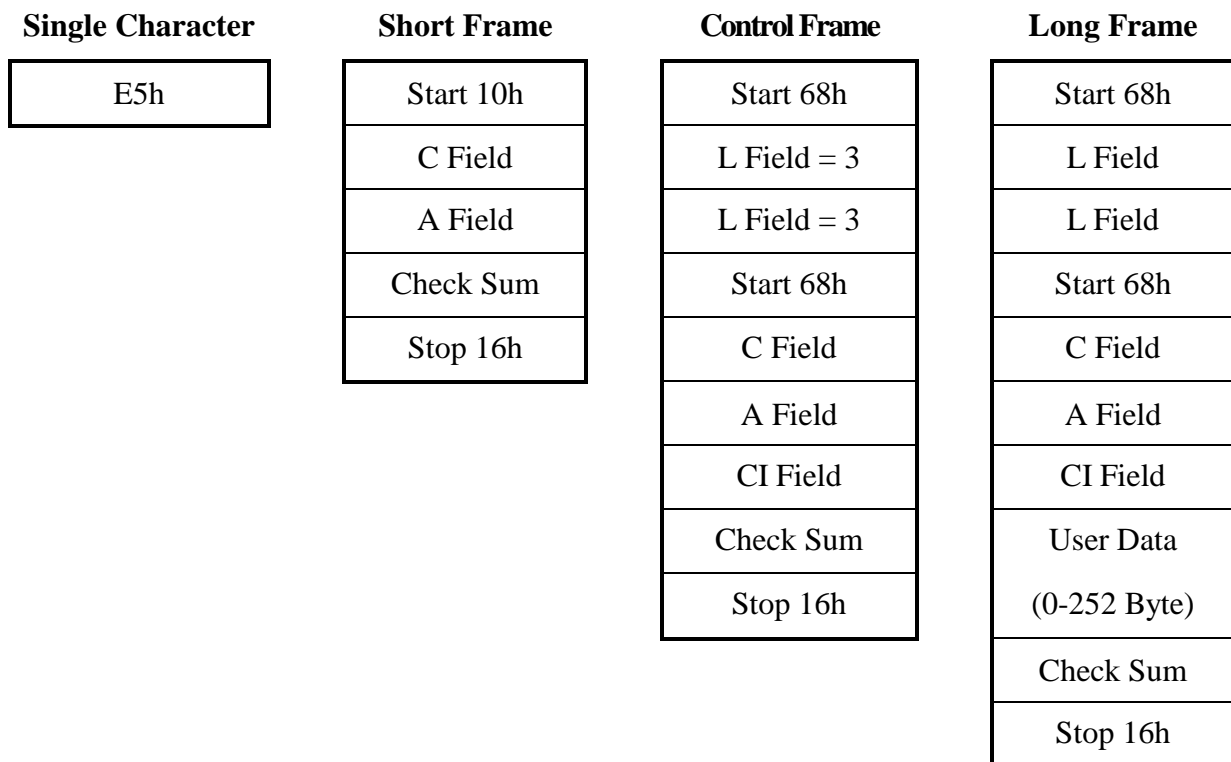 Single Character
E5h
Short Frame
Start 10h
C Field
A Field
Check Sum
Stop 16h
Control Frame
Start 68h
L Field = 3
L Field = 3
Start 68h
C Field
A Field
CI Field
Check Sum
Stop 16h
Long Frame
Start 68h
L Field
L Field
Start 68h
C Field
A Field
CI Field
User Data
(0-252 Byte)
Check Sum
Stop 16h